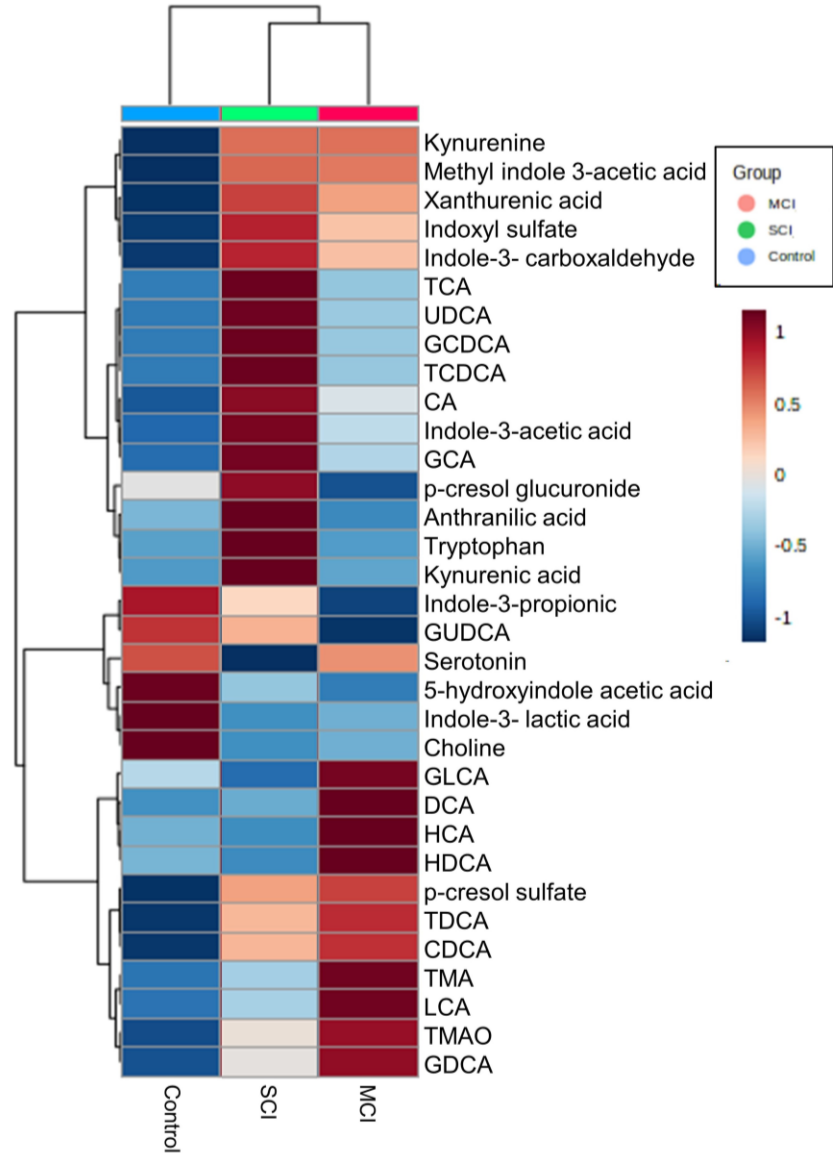 Kynurenine
Methyl indole 3-acetic acid
Xanthurenic acid
Indoxyl sulfate
Indole-3- carboxaldehyde
TCA
UDCA
GCDCA
TCDCA
CA
Indole-3-acetic acid
GCA
p-cresol glucuronide
Anthranilic acid
Tryptophan
Kynurenic acid
Indole-3-propionic
GUDCA
Serotonin
5-hydroxyindole acetic acid
Indole-3- lactic acid
Choline
GLCA
DCA
HCA
HDCA
p-cresol sulfate
TDCA
CDCA
TMA
LCA
TMAO
GDCA
Group
MCI
SCI
Control
1
0.5
0
-0.5
-1
Control
SCI
MCI